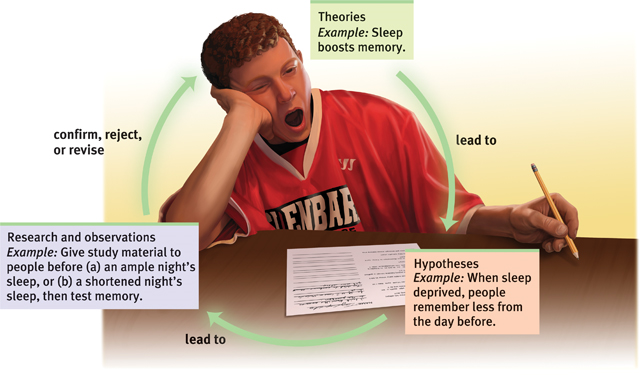 Theories
Example: Sleep
boosts memory.
lead to
Hypotheses
Example: When sleep
deprived, people
remember less from
the day before.
lead to
Research and observations
Example: Give study material to
people before (a) an ample night's
sleep, or (b) a shortened night's
sleep, then test memory.
confirm, reject,
or revise